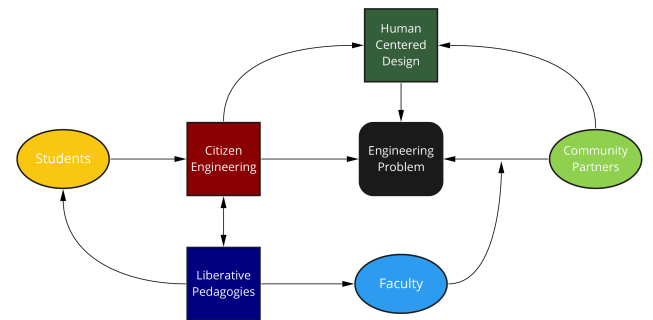 Human
Centered
Design
Students
Citizen
Engineering
Engineering
Problem
Community
Partners
Liberative
Pedagogies
Faculty